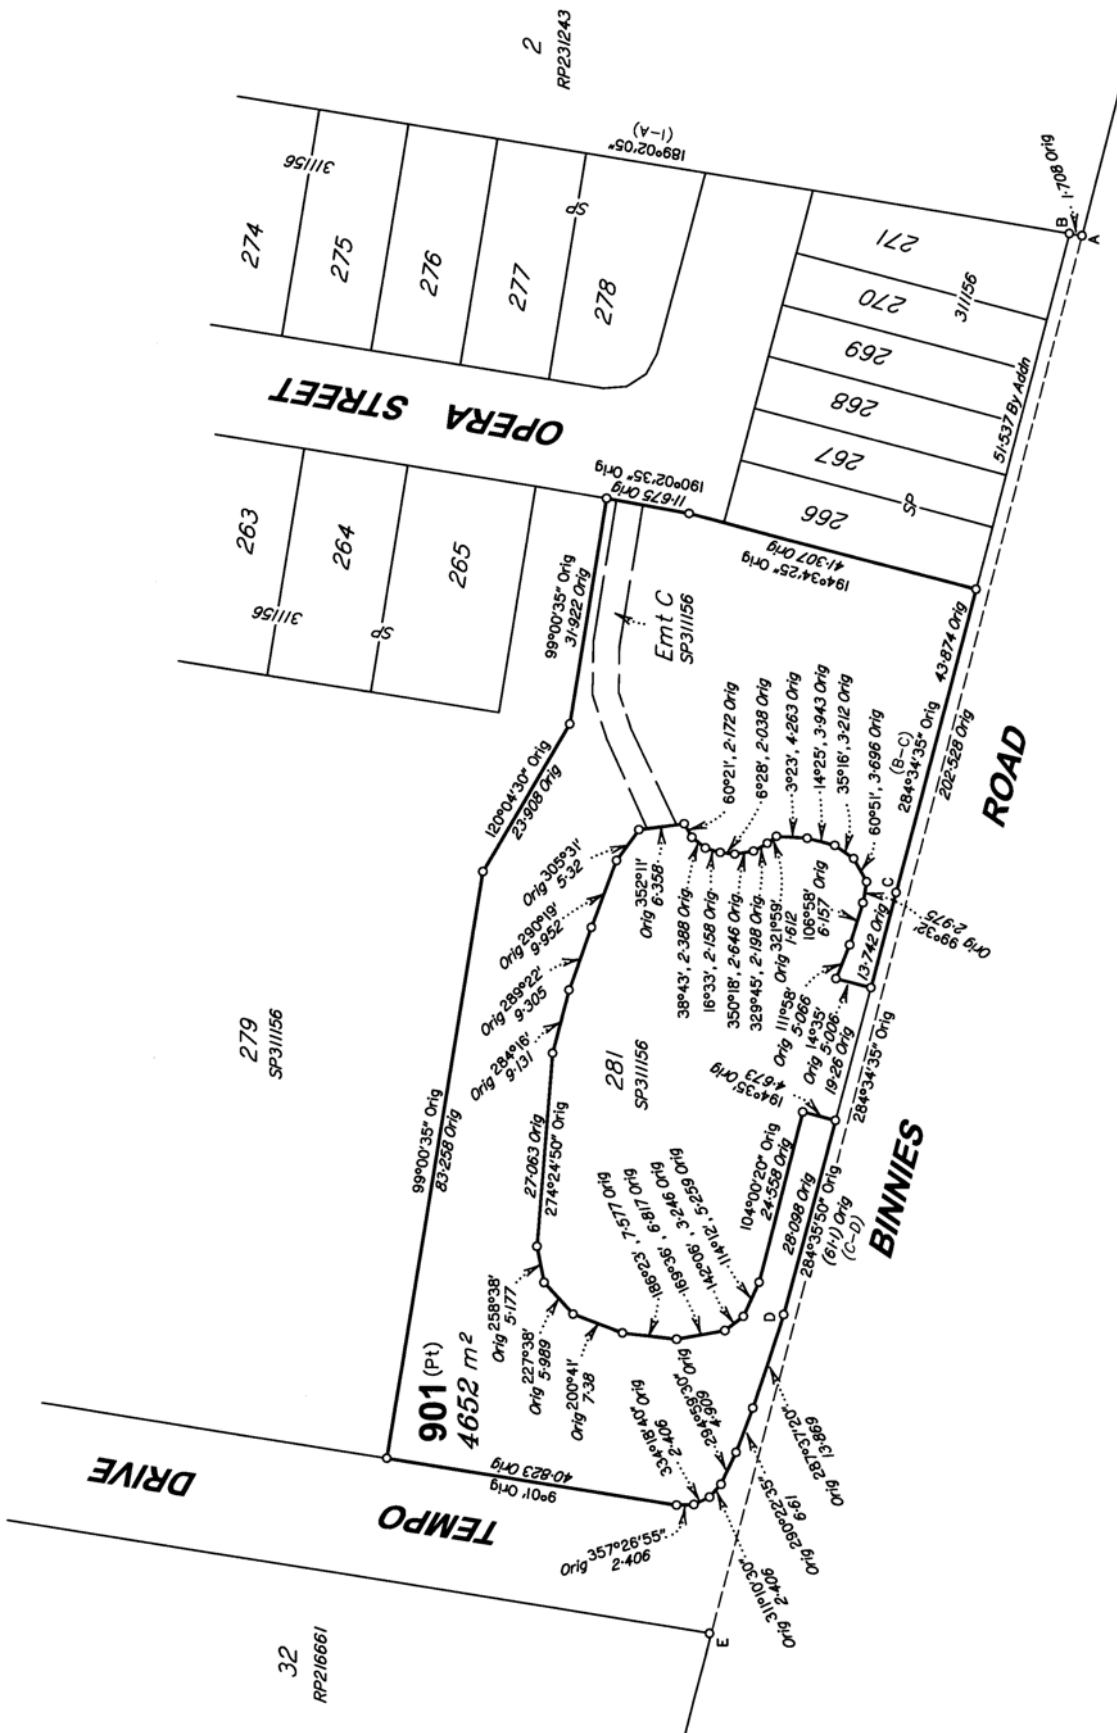 2
RP231243
189°02'05"
(1-A)
274
311156
275
276
277
SP
278
OPERA STREET
263
311156
264
SP
265
271
270
311156
269
268
267
SP
266
B
A
1·708 Orig
51·537 By Addn
190°02'35" Orig
11·675 Orig
194°34'25" Orig
41·307 Orig
99°00'35" Orig
31·922 Orig
Emt C
SP311156
120°04'30" Orig
23·908 Orig
279
SP311156
99°00'35" Orig
83·258 Orig
305°31'
Orig 5·32
290°19'
Orig 9·952
289°22'
Orig 9·305
284°16'
Orig 9·131
352°11'
Orig 6·358
60°21', 2·172 Orig
38°43', 2·388 Orig
16°33', 2·158 Orig
6°28', 2·038 Orig
350°18', 2·646 Orig
329°45', 2·198 Orig
Orig 321°59'
1·612
3°23', 4·263 Orig
14°25', 3·943 Orig
35°16', 3·212 Orig
60°51', 3·696 Orig
106°58' Orig
6·157
99°32'
Orig 2·975
111°58'
Orig 5·066
14°35'
Orig 5·006
13·742 Orig
C
43·874 Orig
(B-C)
284°34'35" Orig
202·528 Orig
ROAD
281
SP311156
27·063 Orig
274°24'50" Orig
194°35' Orig
4·673
19·26 Orig
284°34'35" Orig
104°00'20" Orig
24·558 Orig
28·098 Orig
284°35'50" Orig
(61·1) Orig
(C-D)
BINNIES
186°23', 7·577 Orig
169°36', 6·817 Orig
142°06', 3·246 Orig
114°12', 5·259 Orig
Orig 258°38'
5·177
227°38'
Orig 5·989
Orig 200°41'
7·38
901 (Pt)
4652 m²
D
Orig 287°37'20"
13·869
Orig 290°22'35"
6·61
294°59'30" Orig
4·909
Orig 311°10'30"
2·406
334°18'40" Orig
2·406
Orig 357°26'55"
2·406
9°01' Orig
40·823 Orig
TEMPO DRIVE
E
32
RP216661